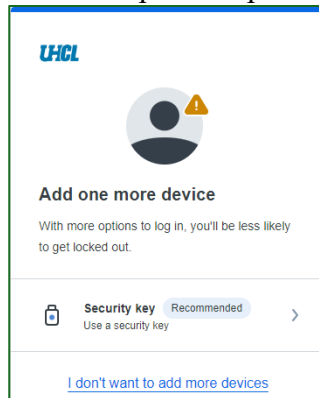 UHCL
Add one more device
With more options to log in, you'll be less likely
to get locked out.
Security key Recommended
Use a security key
I don't want to add more devices